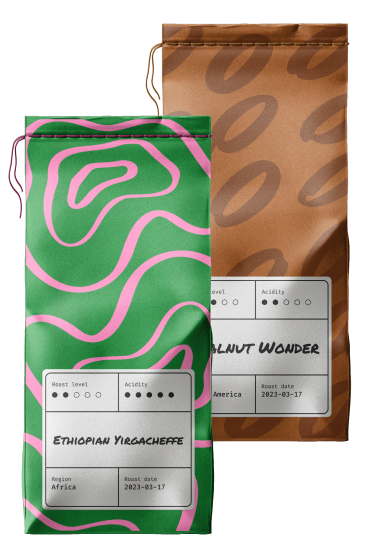 Acidity
Wonder
America
Roast date
2023-03-17
Roast level
Acidity
Ethiopian Yirgacheffe
Region
Africa
Roast date
2023-03-17